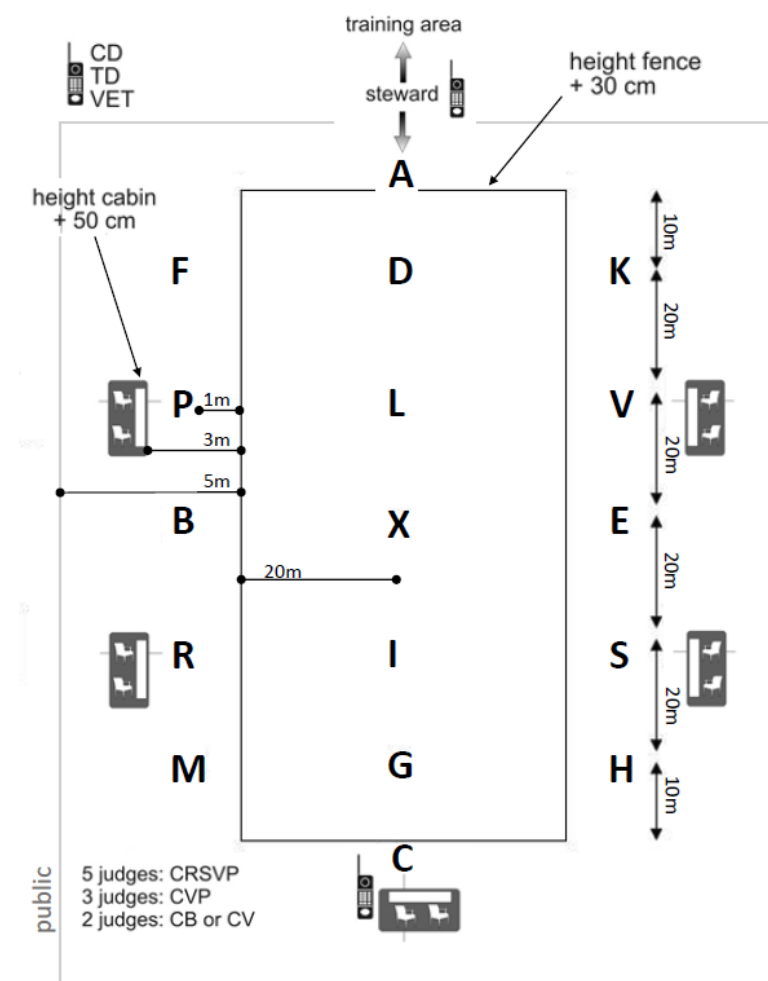 training area
CD
TD
VET
steward
height fence
+ 30 cm
A
height cabin
+ 50 cm
10m
F
D
K
20m
P
1m
L
V
3m
20m
5m
B
X
E
20m
20m
R
I
S
20m
M
G
H
10m
C
5 judges: CRSVP
3 judges: CVP
2 judges: CB or CV
public